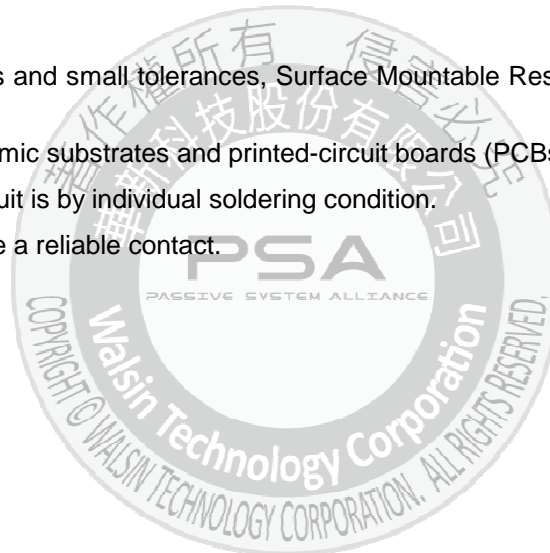 s and small tolerances, Surface Mountable Res
mic substrates and printed-circuit boards (PCBs
uit is by individual soldering condition.
e a reliable contact.
著作權所有 侵害必究
華新科技股份有限公司
PSA
PASSIVE SYSTEM ALLIANCE
Walsin Technology Corporation
COPYRIGHT © WALSIN TECHNOLOGY CORPORATION. ALL RIGHTS RESERVED.